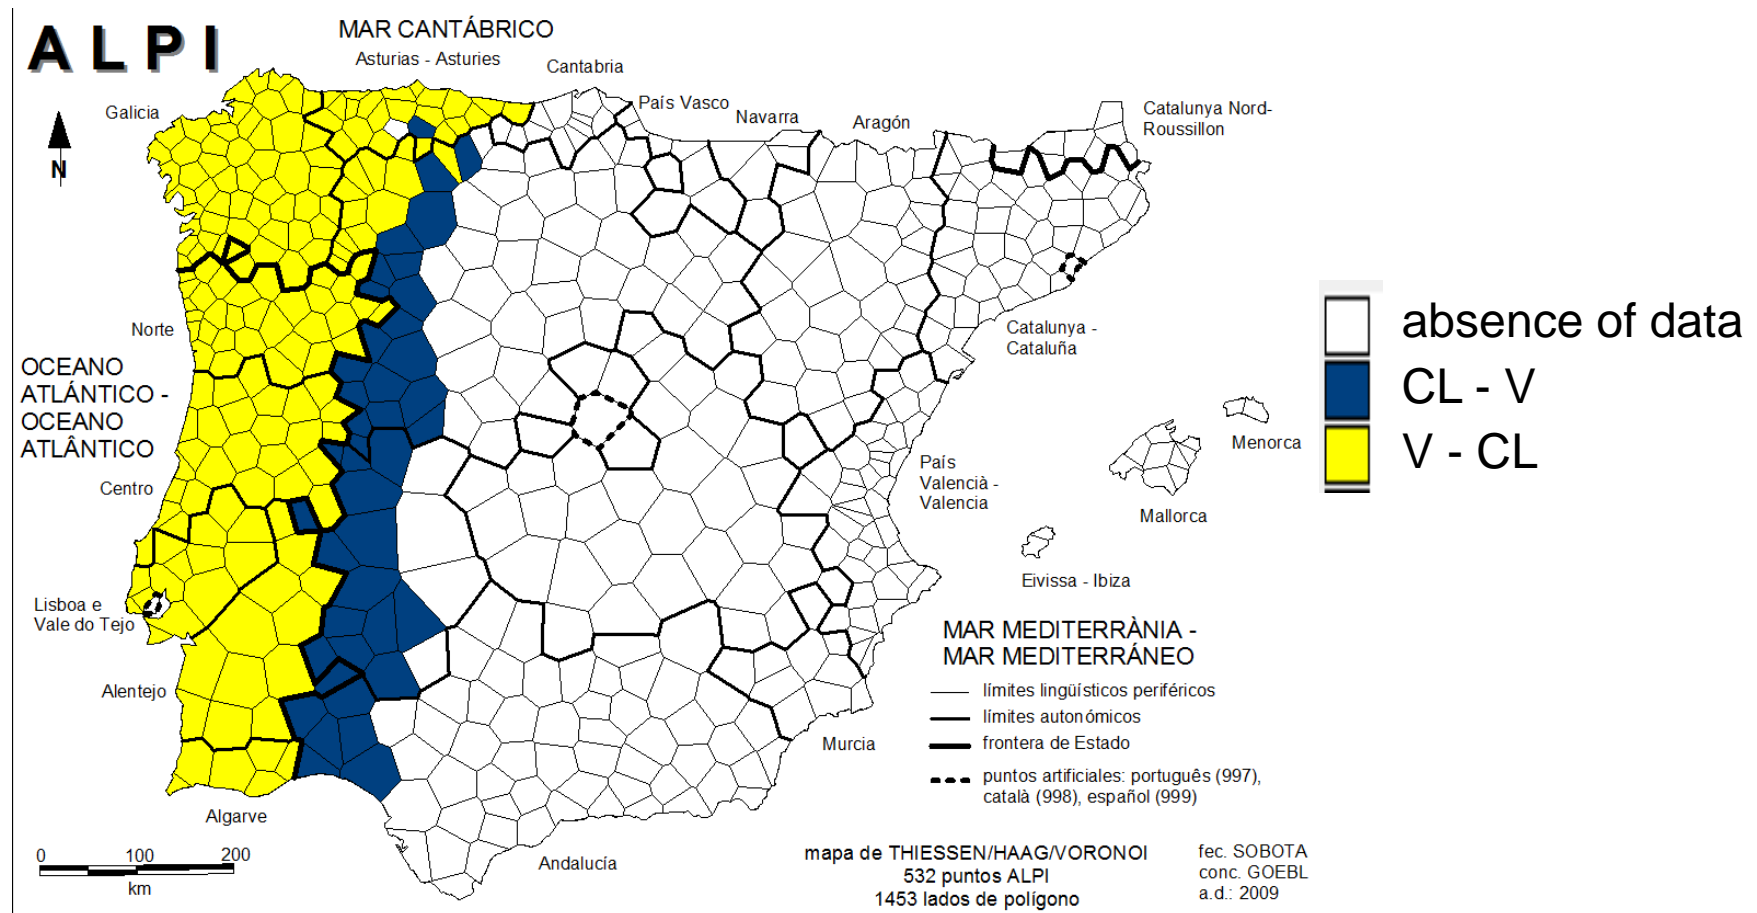 ALPI
MAR CANTÁBRICO
Asturias - Asturies
Cantabria
País Vasco
Navarra
Aragón
Catalunya Nord-
Roussillon
Galicia
N
Norte
OCEANO
ATLÁNTICO -
OCEANO
ATLÂNTICO
Centro
Lisboa e
Vale do Tejo
Alentejo
Algarve
Catalunya -
Cataluña
País
Valencià -
Valencia
Menorca
Mallorca
Eivissa - Ibiza
Murcia
Andalucía
absence of data
CL - V
V - CL
MAR MEDITERRÀNIA -
MAR MEDITERRÁNEO
límites lingüísticos periféricos
límites autonómicos
frontera de Estado
puntos artificiales: português (997),
català (998), español (999)
0 100 200
km
mapa de THIESSEN/HAAG/VORONOI
532 puntos ALPI
1453 lados de polígono
fec. SOBOTA
conc. GOEBL
a.d.: 2009